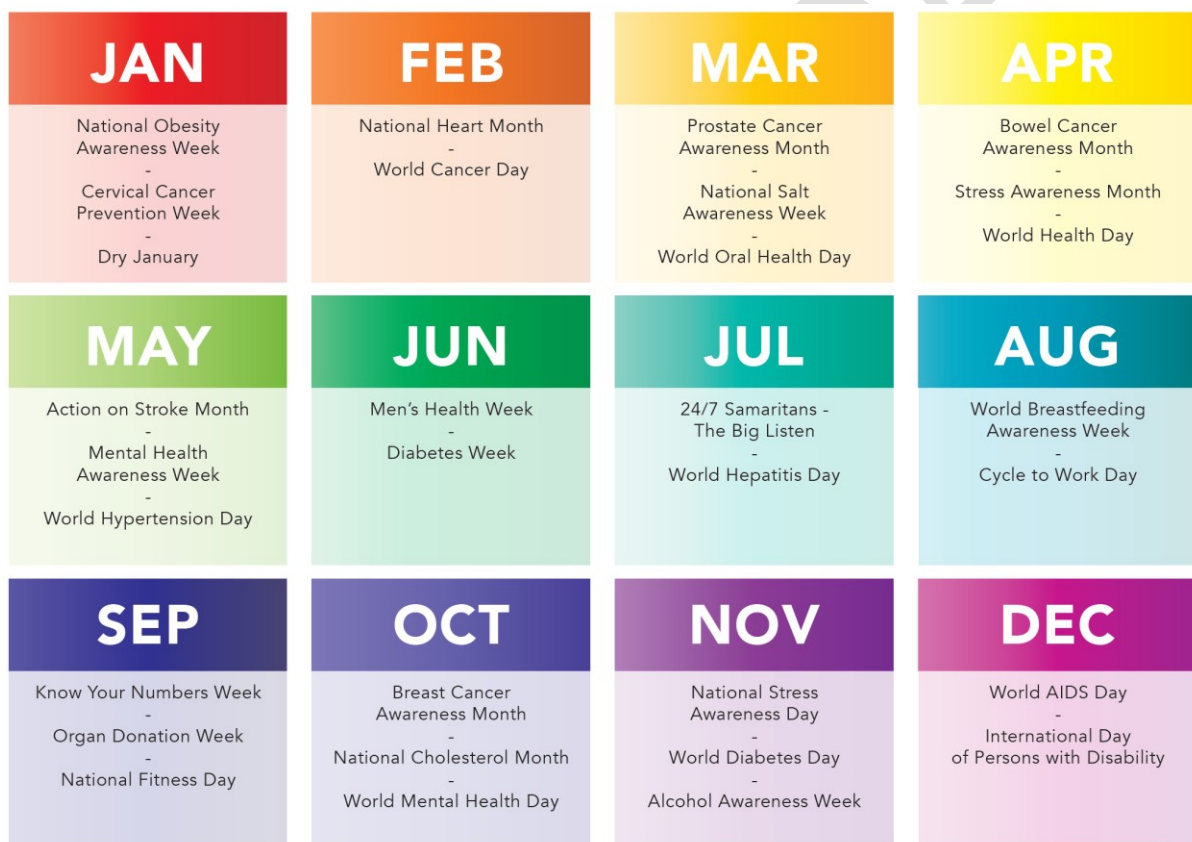 JAN
National Obesity
Awareness Week
-
Cervical Cancer
Prevention Week
-
Dry January
FEB
National Heart Month
-
World Cancer Day
MAR
Prostate Cancer
Awareness Month
-
National Salt
Awareness Week
-
World Oral Health Day
APR
Bowel Cancer
Awareness Month
-
Stress Awareness Month
-
World Health Day
MAY
Action on Stroke Month
-
Mental Health
Awareness Week
-
World Hypertension Day
JUN
Men's Health Week
-
Diabetes Week
JUL
24/7 Samaritans -
The Big Listen
-
World Hepatitis Day
AUG
World Breastfeeding
Awareness Week
-
Cycle to Work Day
SEP
Know Your Numbers Week
-
Organ Donation Week
-
National Fitness Day
OCT
Breast Cancer
Awareness Month
-
National Cholesterol Month
-
World Mental Health Day
NOV
National Stress
Awareness Day
-
World Diabetes Day
-
Alcohol Awareness Week
DEC
World AIDS Day
-
International Day
of Persons with Disability